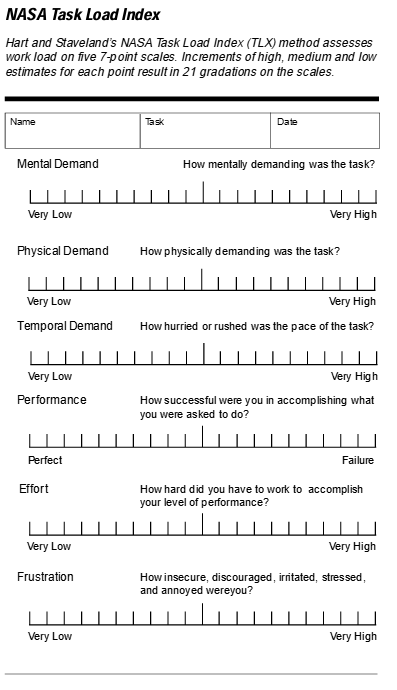 NASA Task Load Index
Hart and Staveland's NASA Task Load Index (TLX) method assesses
work load on five 7-point scales. Increments of high, medium and low
estimates for each point result in 21 gradations on the scales.
Name Task Date
Mental Demand How mentally demanding was the task?
Very Low Very High
Physical Demand How physically demanding was the task?
Very Low Very High
Temporal Demand How hurried or rushed was the pace of the task?
Very Low Very High
Performance How successful were you in accomplishing what
you were asked to do?
Perfect Failure
Effort How hard did you have to work to accomplish
your level of performance?
Very Low Very High
Frustration How insecure, discouraged, irritated, stressed,
and annoyed wereyou?
Very Low Very High